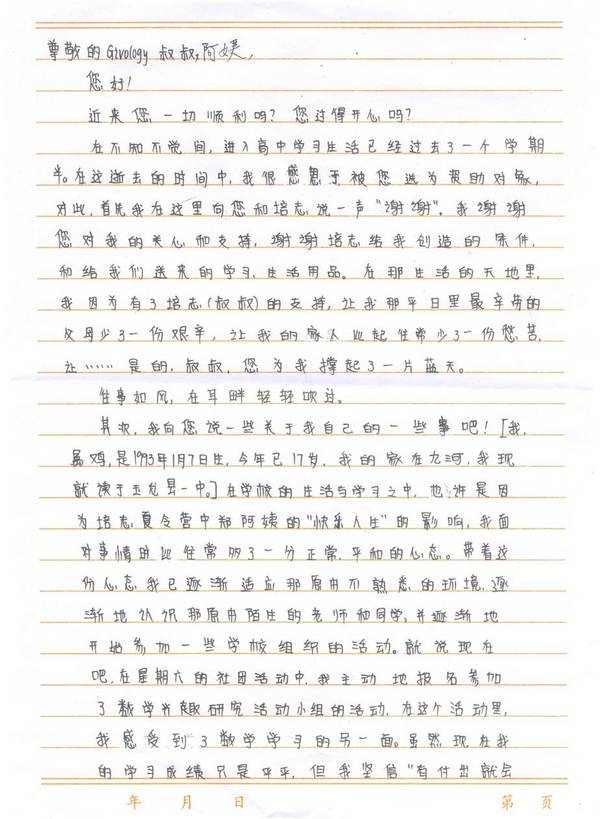 尊敬的Givology 叔叔,阿姨,
您好!
近来您一切顺利吗? 您过得开心吗?
在不知不觉间,进入高中学习生活已经过去了一个学期
半。在这逝去的时间中,我很感恩于被您选为帮助对象,
对此,首先我在这里向您和培志说一声“谢谢”。我谢谢
您对我的关心和支持,谢谢培志给我创造的条件,
和给我们送来的学习、生活用品。在那生活的天地里,
我因为有了培志(叔叔)的支持,让我那平日里最辛劳的
父母少了一份艰辛,让我的家人比起往常少了一份愁苦,
让…… 是的,叔叔,您为我撑起了一片蓝天。
往事如风,在耳畔轻轻吹过。
其次,我向您说一些关于我自己的一些事吧![我,
属鸡,是1993年1月7日生,今年已17岁,我的家在九河,我现
就读于玉龙县一中。]在学校的生活与学习之中,也许是因
为培志夏令营中祁阿姨的“快乐人生”的影响,我面
对事情时比往常多了一分正常、平和的心态。带着这
份心态,我已逐渐适应那原由不熟悉的环境,逐
渐地认识那原由陌生的老师和同学,并逐渐地
开始参加一些学校组织的活动。就说现在
吧,在星期六的社团活动中,我主动地报名参加
了数学兴趣研究活动小组的活动,在这个活动里,
我感受到了数学学习的另一面。虽然现在我
的学习成绩只是平平,但我坚信“有付出就会
年 月 日 第 页